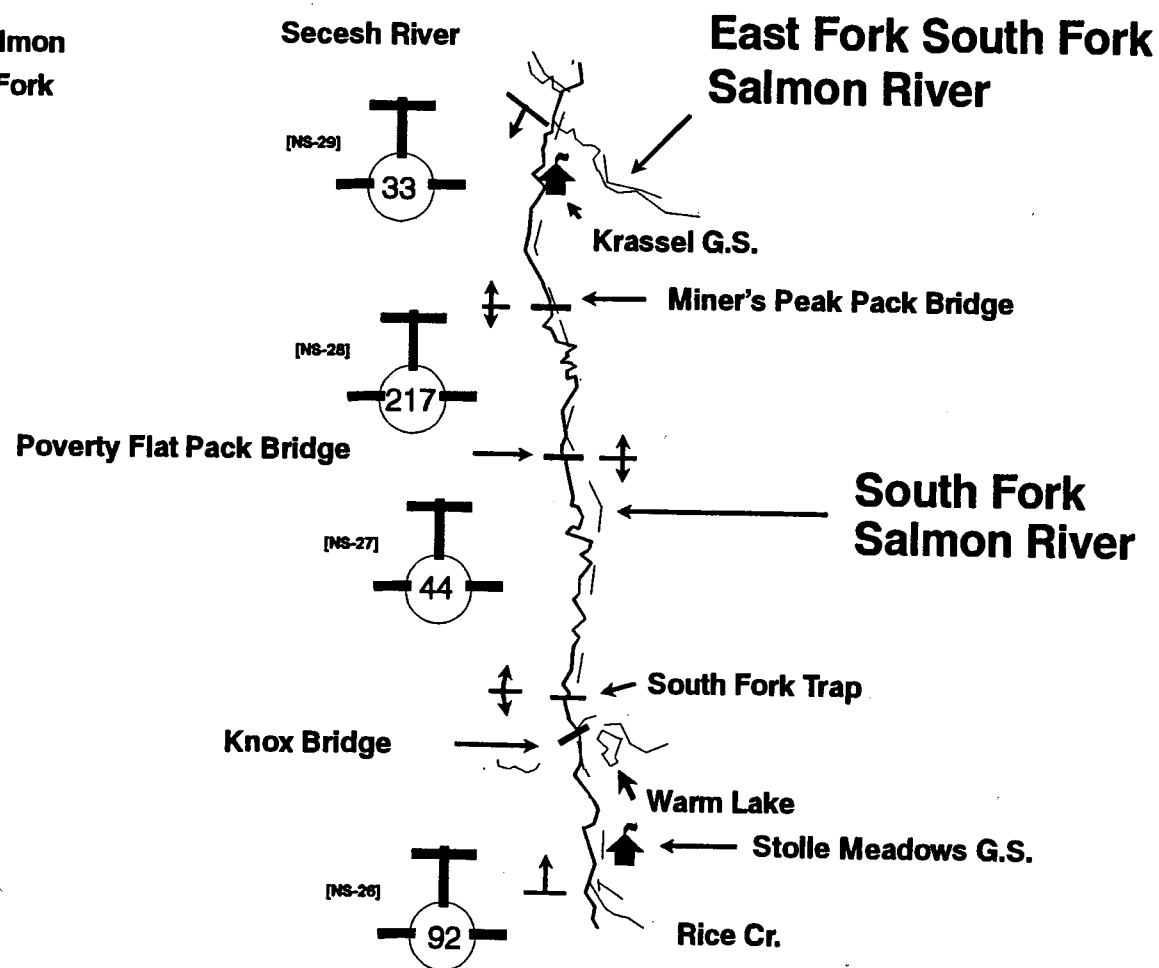 lmon
Fork
Secesh River
East Fork South Fork
Salmon River
[NS-29]
33
Krassel G.S.
Miner's Peak Pack Bridge
[NS-28]
217
Poverty Flat Pack Bridge
South Fork
Salmon River
[NS-27]
44
South Fork Trap
Knox Bridge
Warm Lake
Stolle Meadows G.S.
[NS-26]
92
Rice Cr.